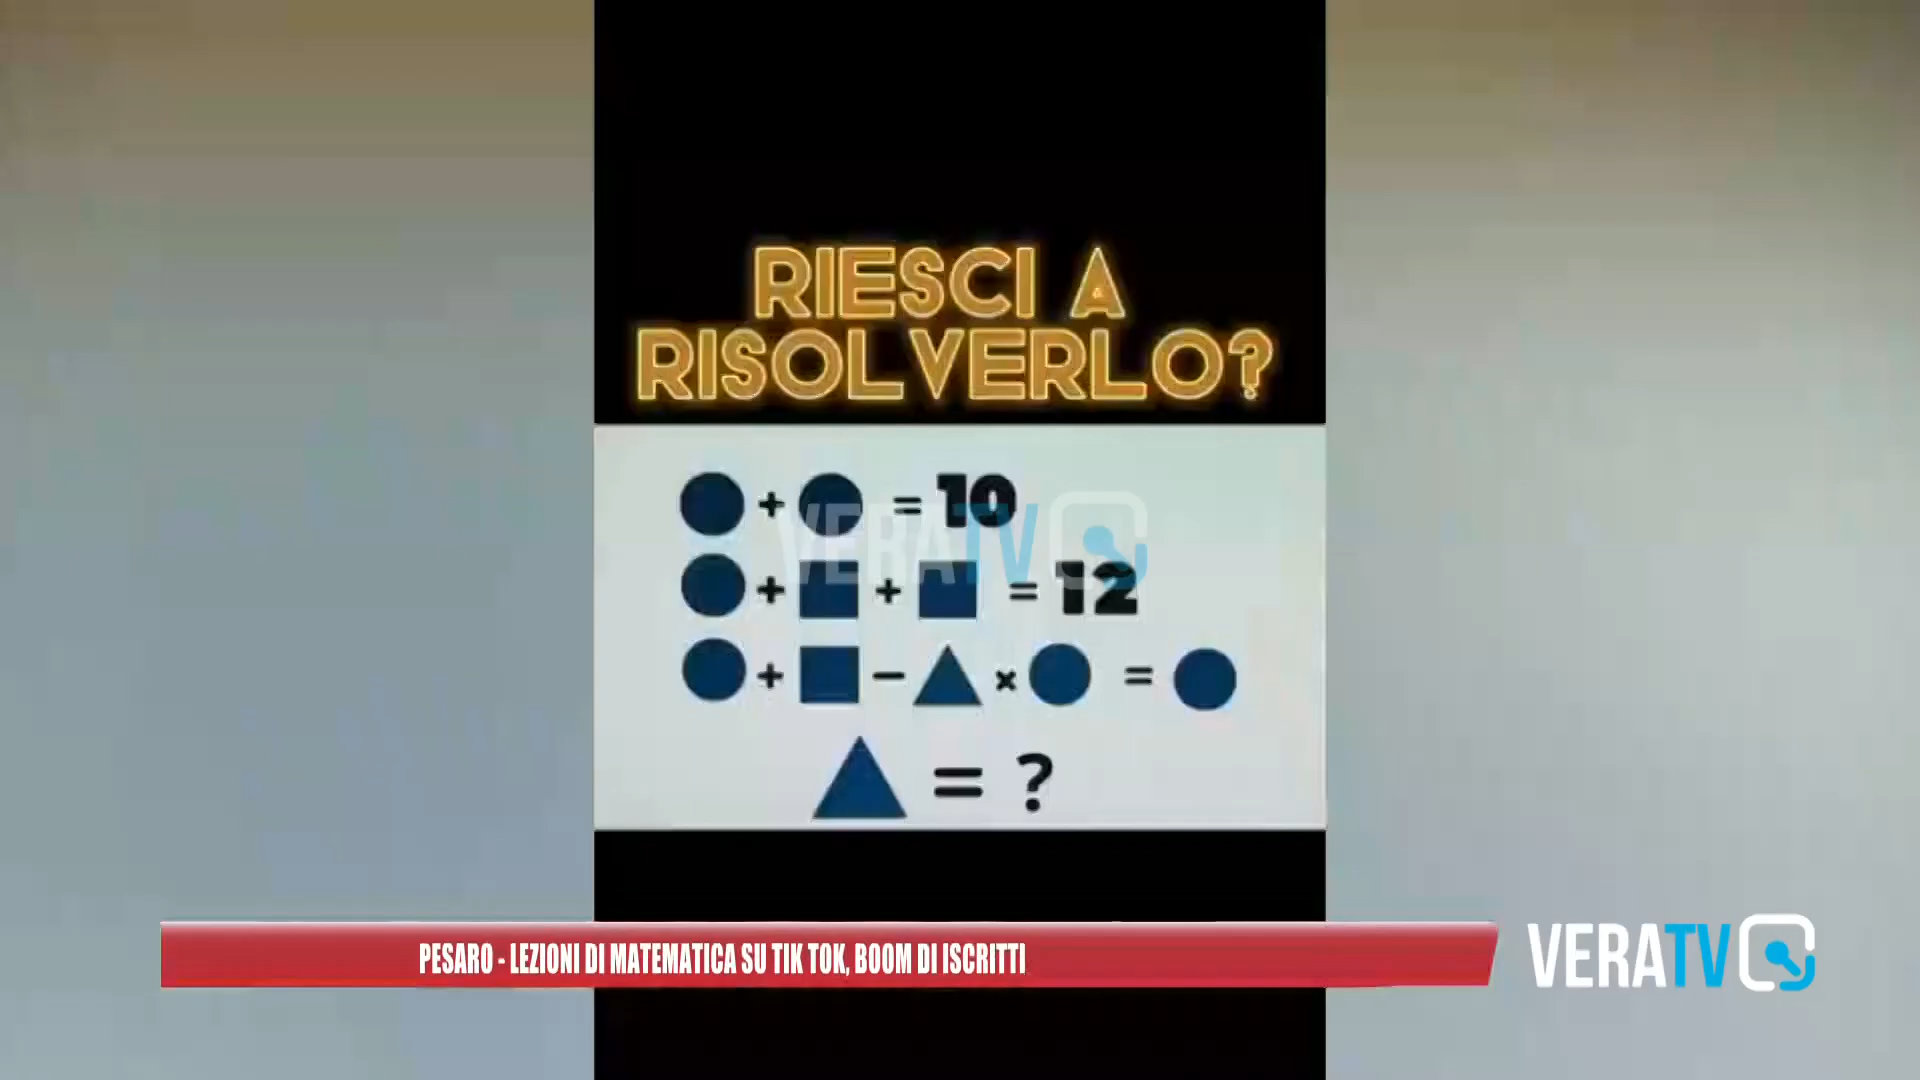 RIESCI A
RISOLVERLO?
+ = 10
+ + = 12
+ - × =
= ?
VERATV
PESARO - LEZIONI DI MATEMATICA SU TIK TOK, BOOM DI ISCRITTI
VERATV